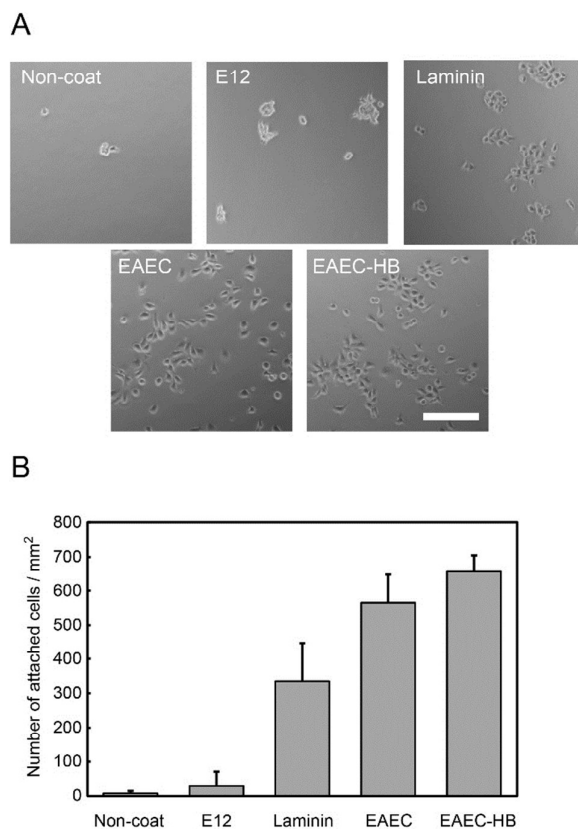 A
Non-coat
E12
Laminin
EAEC
EAEC-HB
B
Number of attached cells / mm²
800
700
600
500
400
300
200
100
0
Non-coat E12 Laminin EAEC EAEC-HB